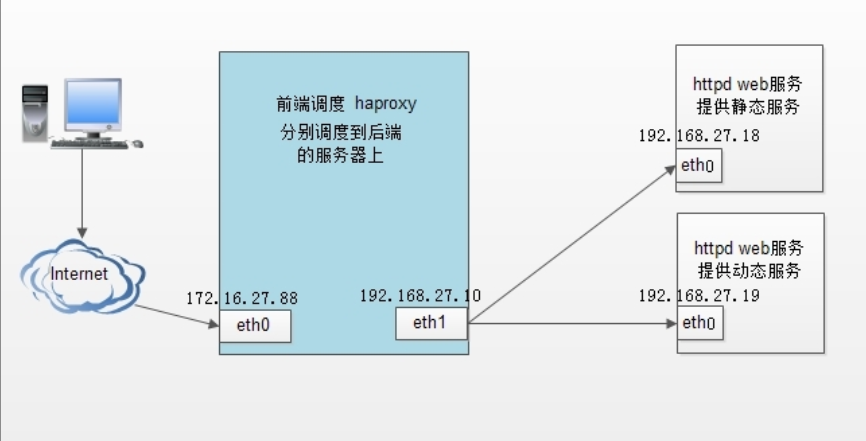 前端调度 haproxy
分别调度到后端
的服务器上
httpd web服务
提供静态服务
192.168.27.18
eth0
Internet
httpd web服务
提供动态服务
172.16.27.88
192.168.27.10
192.168.27.19
eth0
eth1
eth0